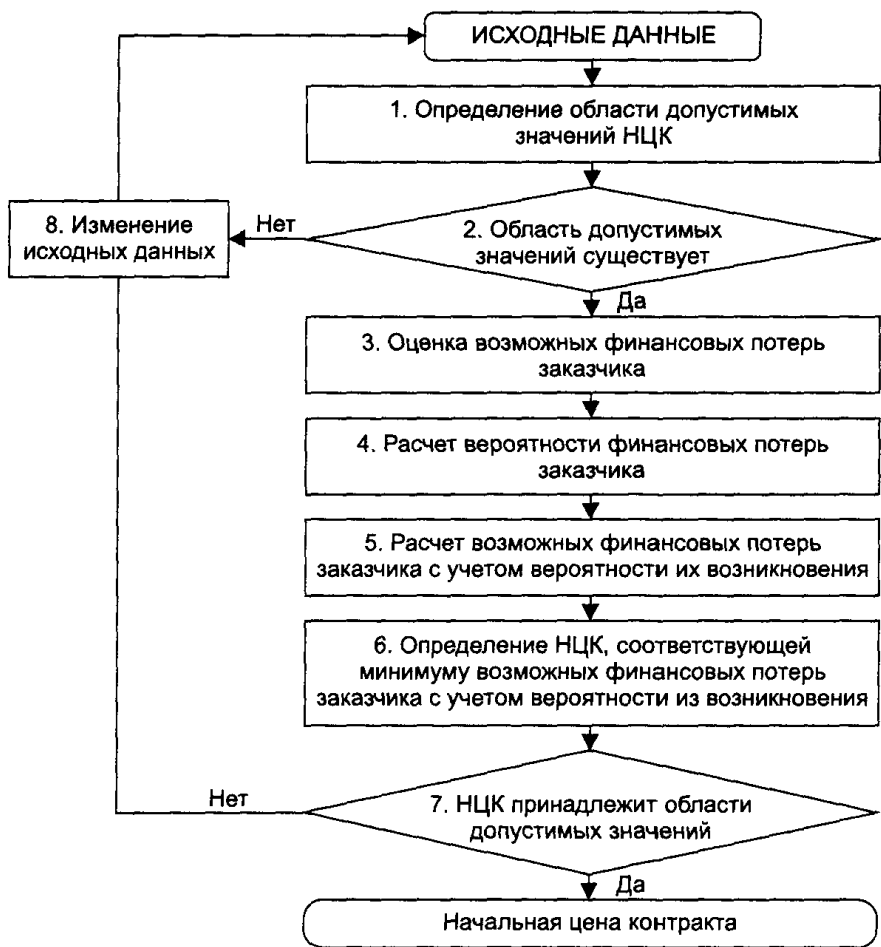 ИСХОДНЫЕ ДАННЫЕ
1. Определение области допустимых
значений НЦК
8. Изменение
исходных данных
Нет
2. Область допустимых
значений существует
Да
3. Оценка возможных финансовых потерь
заказчика
4. Расчет вероятности финансовых потерь
заказчика
5. Расчет возможных финансовых потерь
заказчика с учетом вероятности их возникновения
6. Определение НЦК, соответствующей
минимуму возможных финансовых потерь
заказчика с учетом вероятности из возникновения
Нет
7. НЦК принадлежит области
допустимых значений
Да
Начальная цена контракта